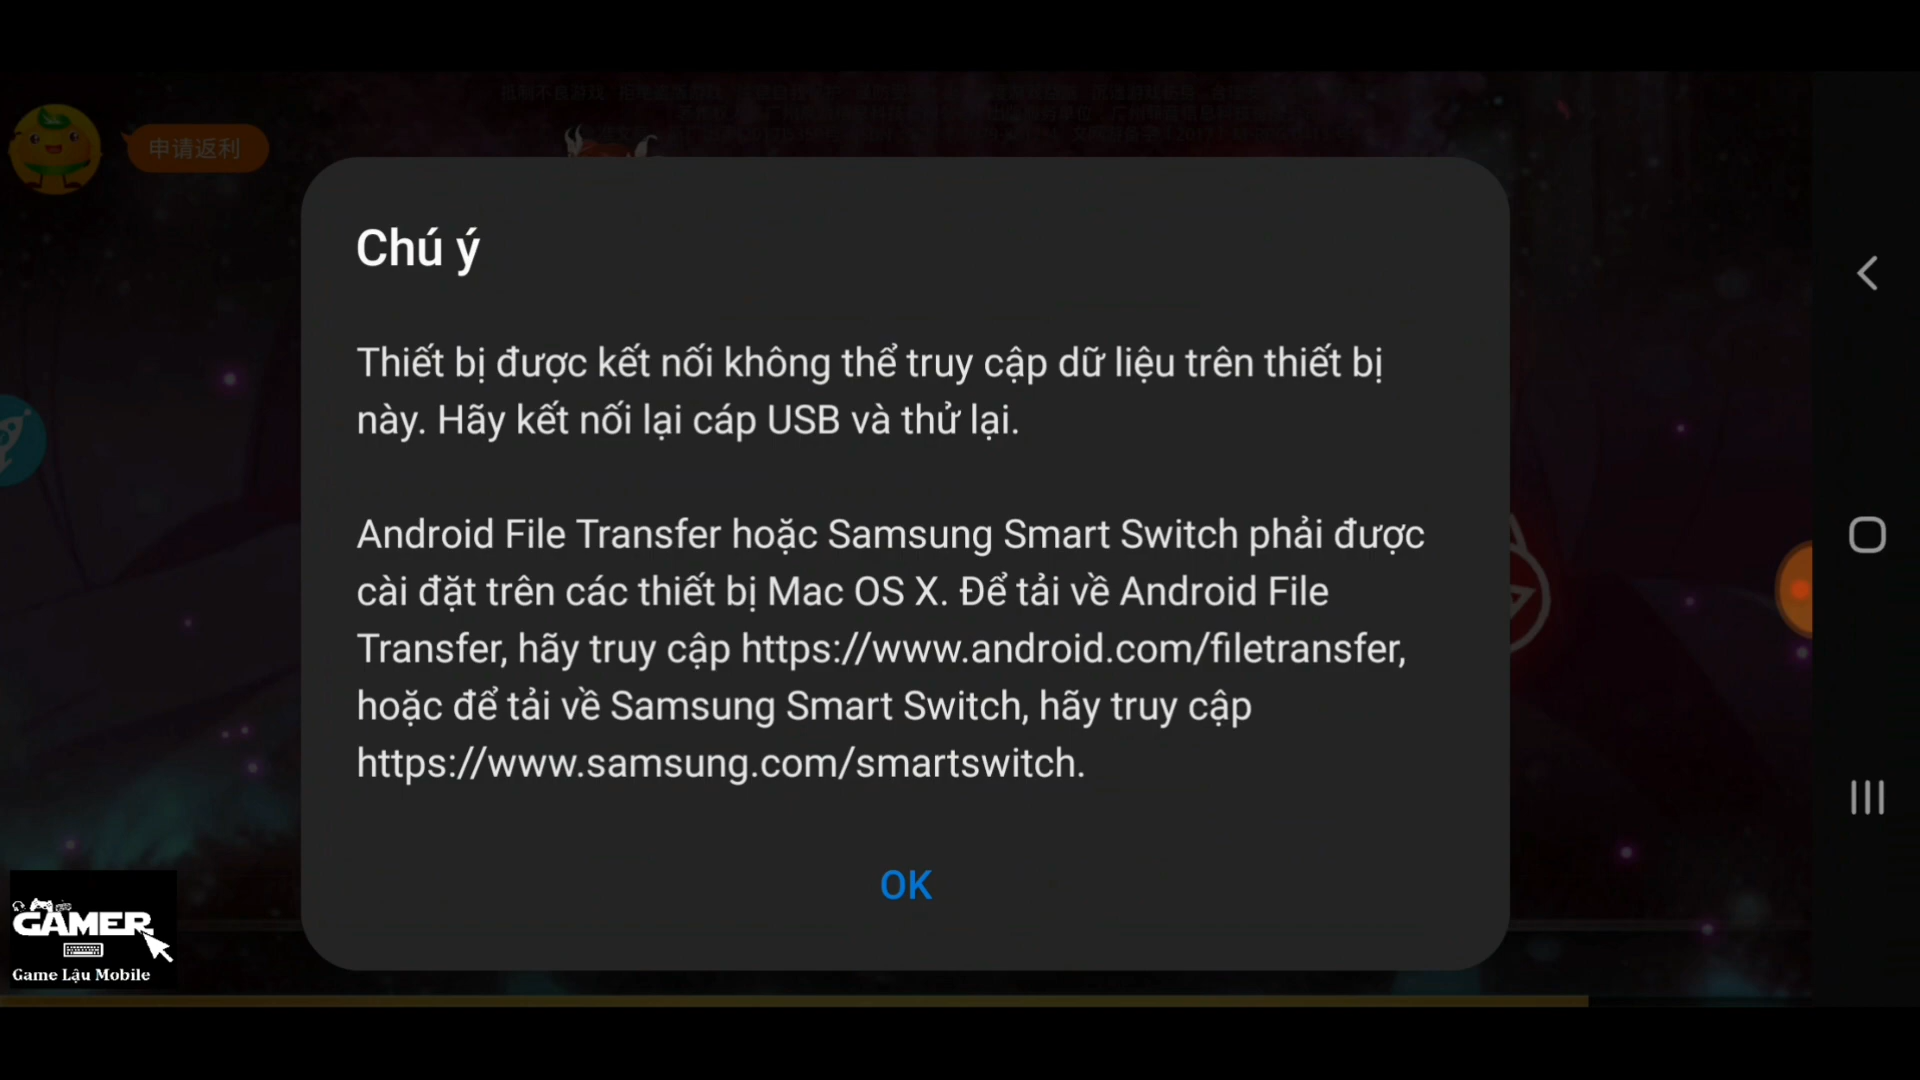 申请返利
Chú ý
Thiết bị được kết nối không thể truy cập dữ liệu trên thiết bị
này. Hãy kết nối lại cáp USB và thử lại.
Android File Transfer hoặc Samsung Smart Switch phải được
cài đặt trên các thiết bị Mac OS X. Để tải về Android File
Transfer, hãy truy cập https://www.android.com/filetransfer,
hoặc để tải về Samsung Smart Switch, hãy truy cập
https://www.samsung.com/smartswitch.
OK
GAMER
Game Lậu Mobile